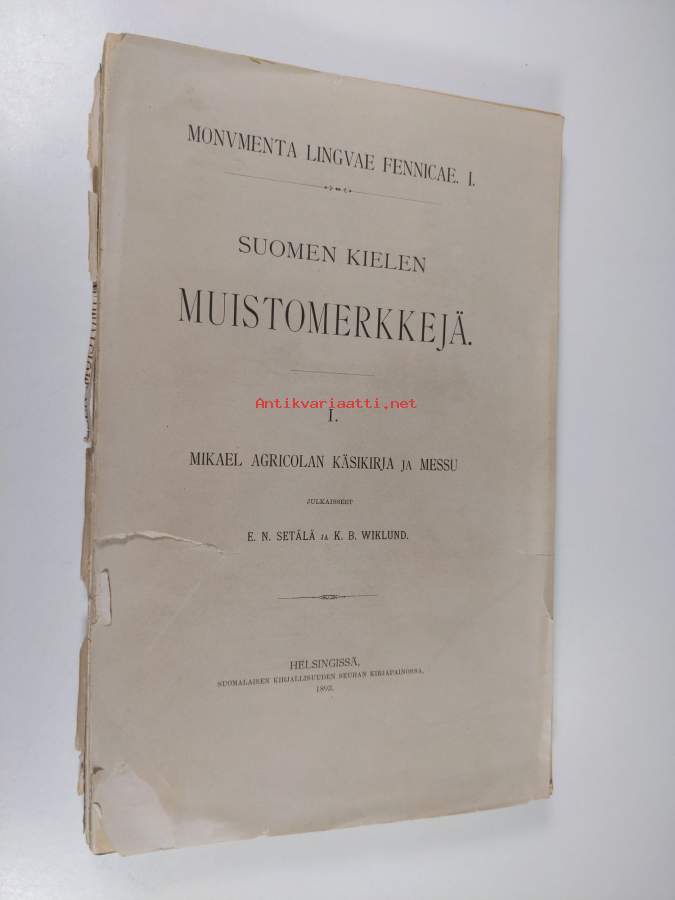 MONVMENTA LINGVAE FENNICAE. I.
SUOMEN KIELEN
MUISTOMERKKEJÄ.
Antikvariaatti.net
I.
MIKAEL AGRICOLAN KÄSIKIRJA JA MESSU
JULKAISSEET
E. N. SETÄLÄ JA K. B. WIKLUND.
HELSINGISSÄ,
SUOMALAISEN KIRJALLISUUDEN SEURAN KIRJAPAINOSSA,
1893.